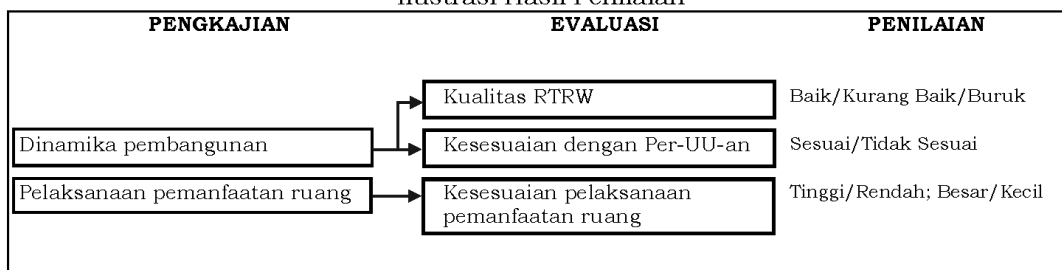 Ilustrasi Hasil Penilaian
PENGKAJIAN EVALUASI PENILAIAN
Kualitas RTRW Baik/Kurang Baik/Buruk
Dinamika pembangunan Kesesuaian dengan Per-UU-an Sesuai/Tidak Sesuai
Pelaksanaan pemanfaatan ruang Kesesuaian pelaksanaan Tinggi/Rendah; Besar/Kecil
pemanfaatan ruang